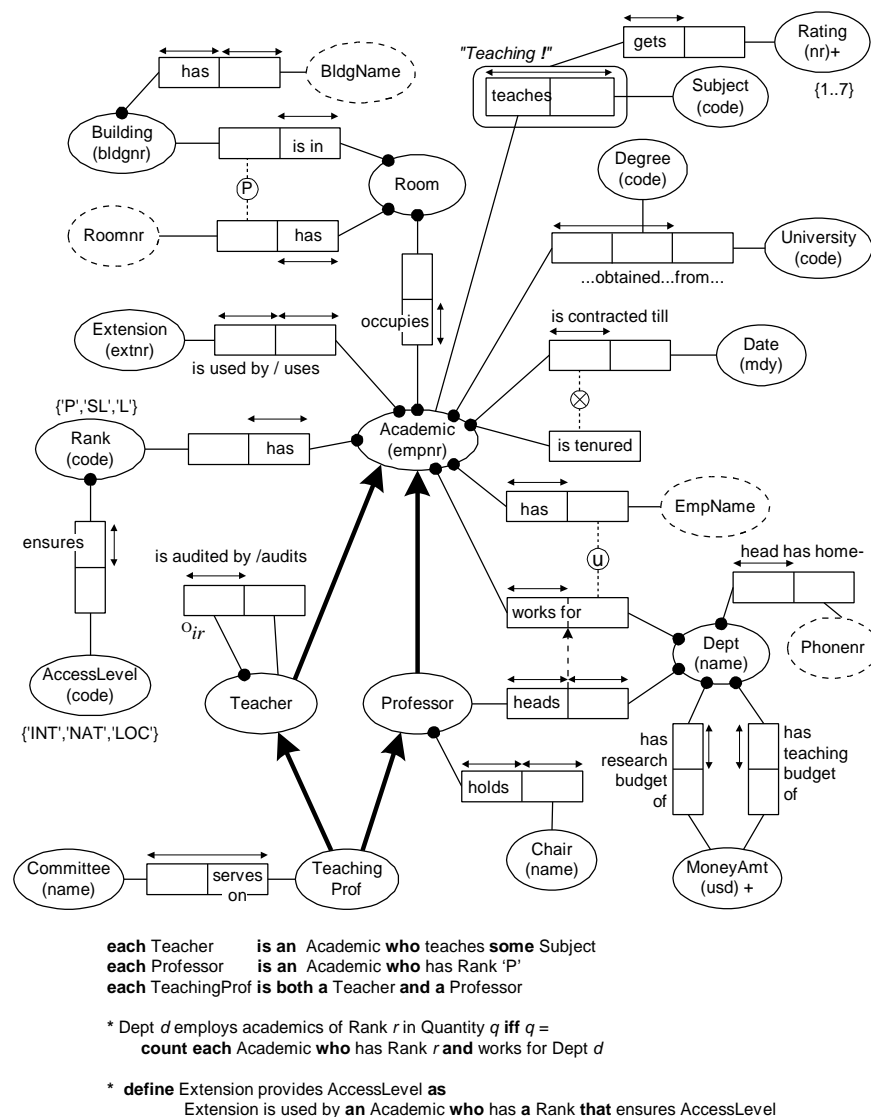 "Teaching !"
gets
Rating
(nr)+
{1..7}
has
BldgName
teaches
Subject
(code)
Building
(bldgnr)
is in
Room
Degree
(code)
P
Roomnr
has
University
(code)
...obtained...from...
occupies
is contracted till
Extension
(extnr)
is used by / uses
Date
(mdy)
{'P','SL','L'}
Rank
(code)
has
Academic
(empnr)
is tenured
has
EmpName
ensures
is audited by /audits
u
head has home-
works for
Oir
Dept
(name)
Phonenr
AccessLevel
(code)
Teacher
Professor
heads
{'INT','NAT','LOC'}
has
research
budget
of
has
teaching
budget
of
holds
Committee
(name)
serves
on
Teaching
Prof
Chair
(name)
MoneyAmt
(usd) +
each Teacher is an Academic who teaches some Subject
each Professor is an Academic who has Rank ‘P’
each TeachingProf is both a Teacher and a Professor
* Dept d employs academics of Rank r in Quantity q iff q =
count each Academic who has Rank r and works for Dept d
* define Extension provides AccessLevel as
Extension is used by an Academic who has a Rank that ensures AccessLevel